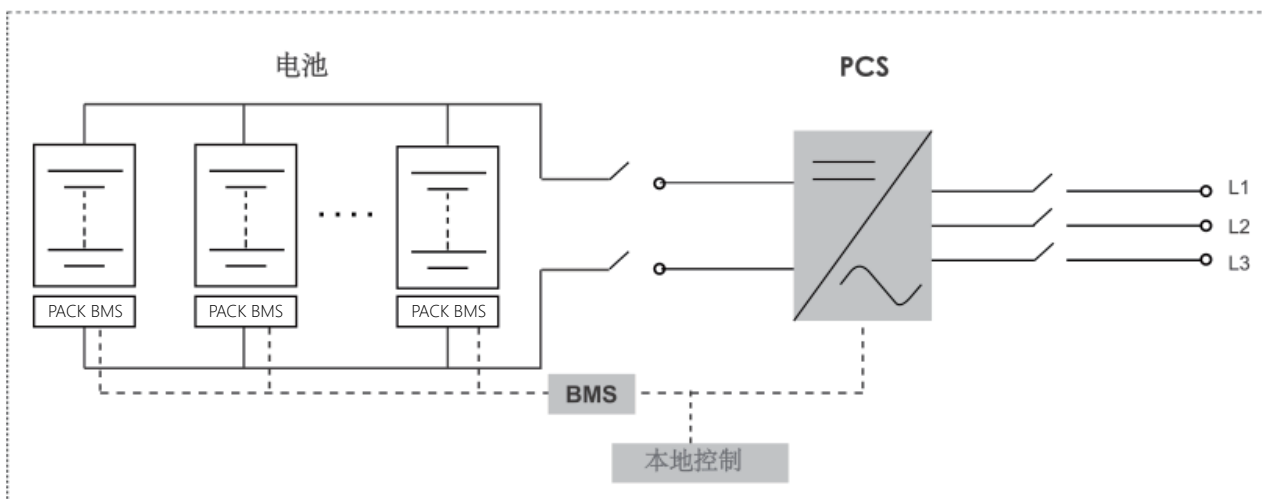 电池
PCS
L1
L2
L3
PACK BMS
PACK BMS
PACK BMS
BMS
本地控制